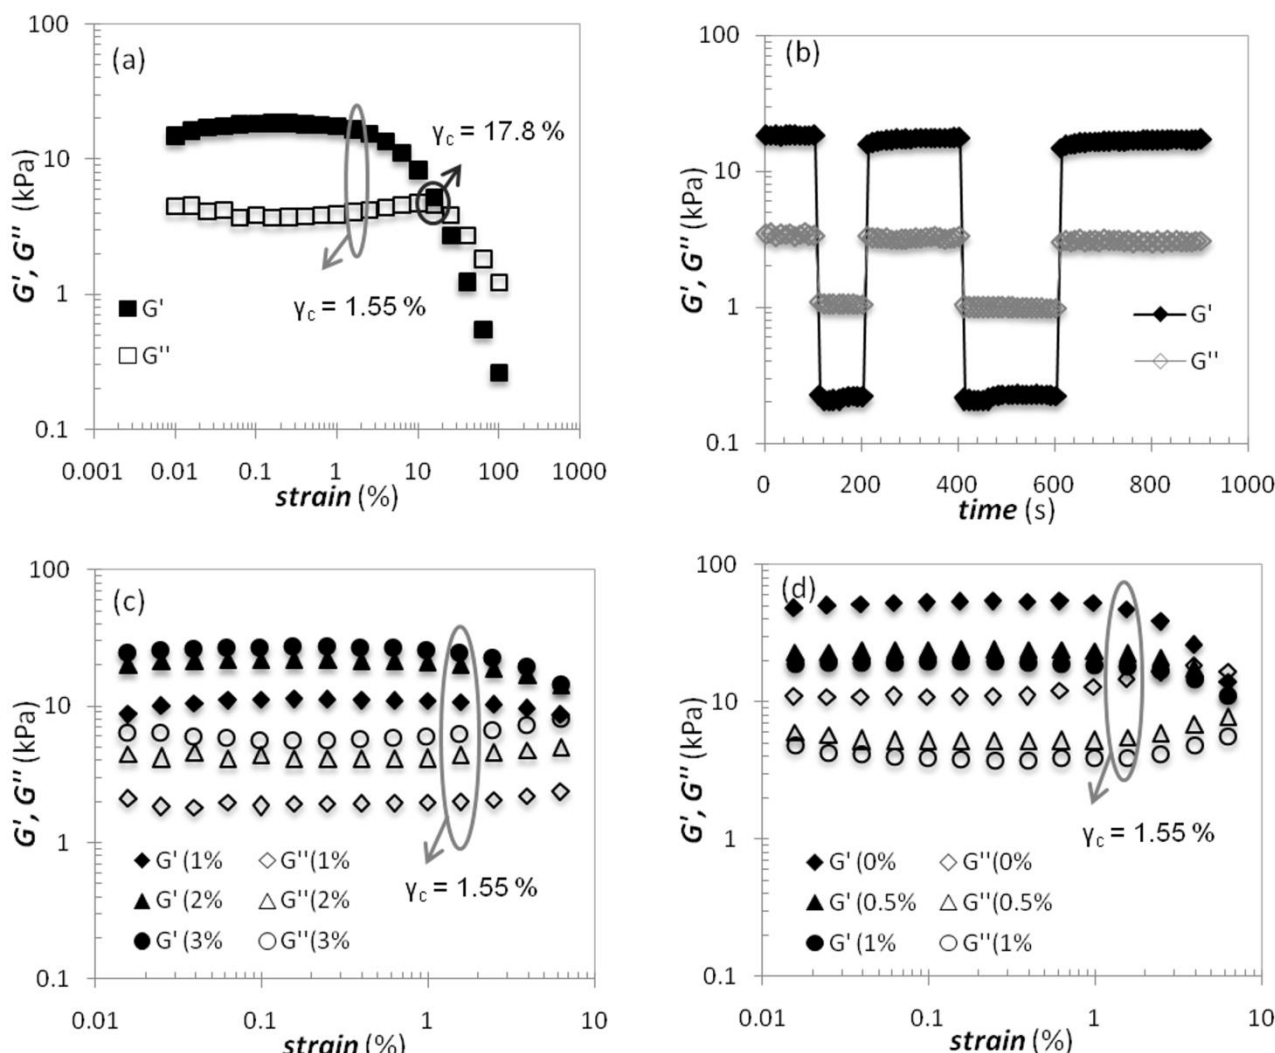 (a)
100
10
1
0.1
G', G'' (kPa)
γc = 17.8 %
γc = 1.55 %
G'
G''
0.001 0.01 0.1 1 10 100 1000
strain (%)
(b)
100
10
1
0.1
G', G'' (kPa)
G'
G''
0 200 400 600 800 1000
time (s)
(c)
100
10
1
0.1
G', G'' (kPa)
G' (1% G'' (1%
G' (2% G'' (2%
G' (3% G'' (3%
γc = 1.55 %
0.01 0.1 1 10
strain (%)
(d)
100
10
1
0.1
G', G'' (kPa)
γc = 1.55 %
G' (0% G'' (0%
G' (0.5% G'' (0.5%
G' (1% G'' (1%
0.01 0.1 1 10
strain (%)